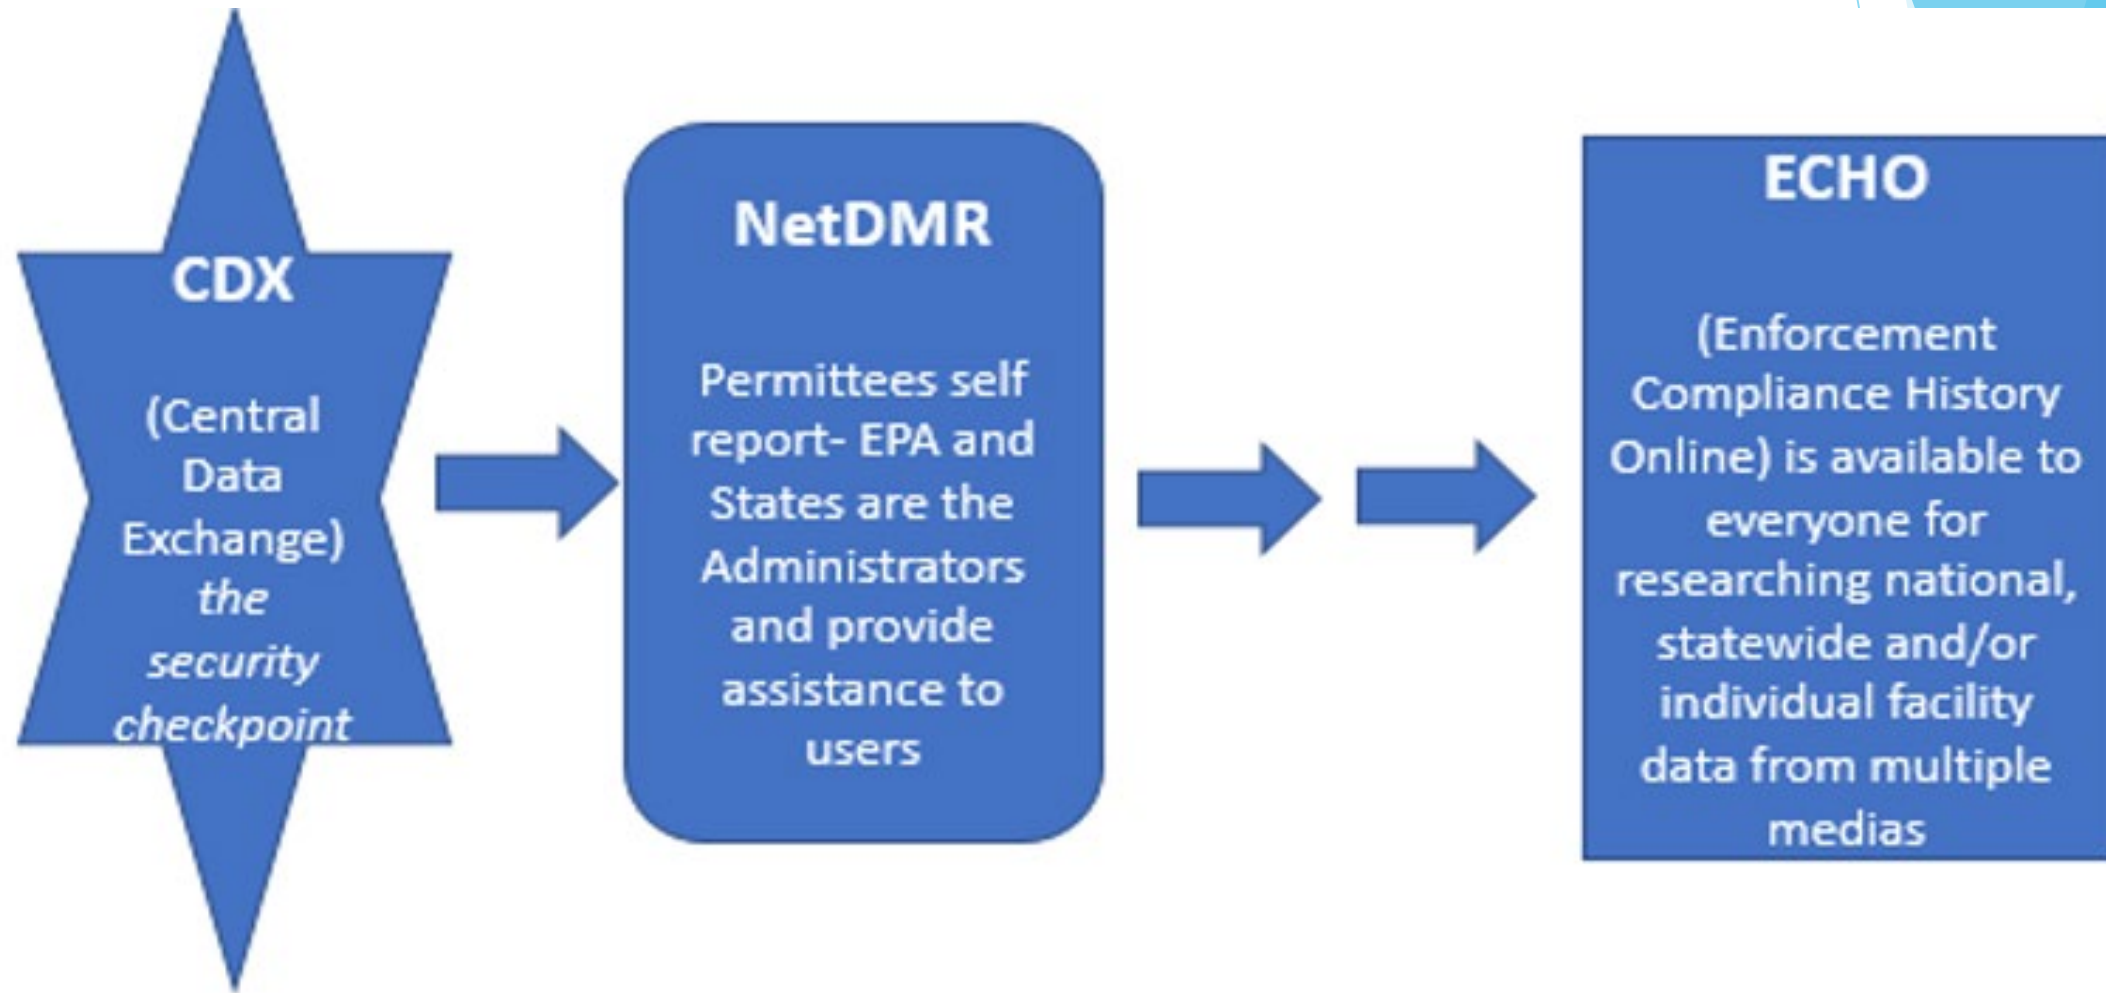 CDX
(Central
Data
Exchange)
the
security
checkpoint
NetDMR
Permittees self
report- EPA and
States are the
Administrators
and provide
assistance to
users
ECHO
(Enforcement
Compliance History
Online) is available to
everyone for
researching national,
statewide and/or
individual facility
data from multiple
medias